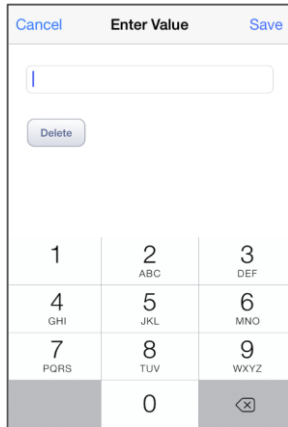 Cancel Enter Value Save
Delete
1 2 3
ABC DEF
4 5 6
GHI JKL MNO
7 8 9
PQRS TUV WXYZ
0